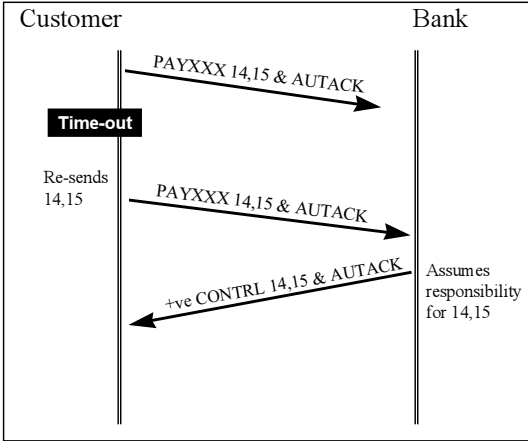 Customer
Bank
PAYXXX 14,15 & AUTACK
Time-out
Re-sends
14,15
PAYXXX 14,15 & AUTACK
+ve CONTRL 14,15 & AUTACK
Assumes
responsibility
for 14,15